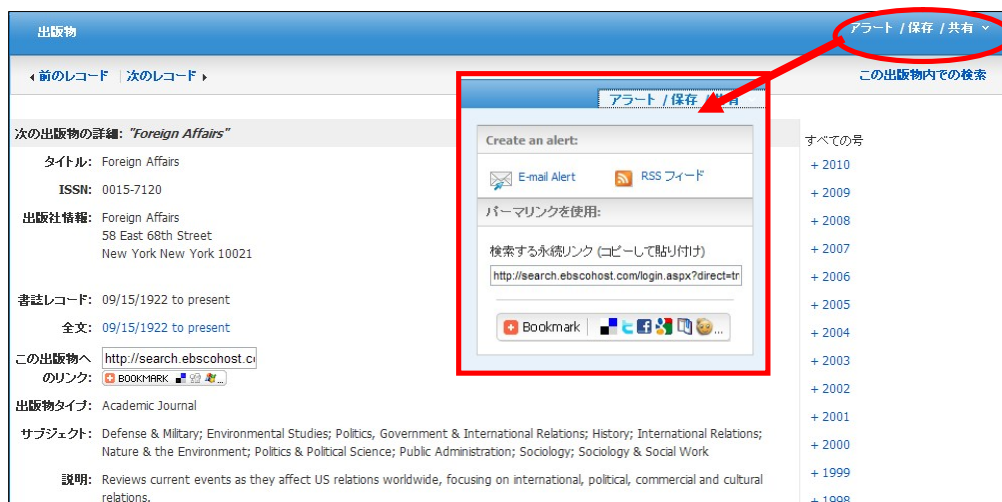 出版物
アラート / 保存 / 共有
前のレコード 次のレコード
この出版物内での検索
次の出版物の詳細: "Foreign Affairs"
タイトル: Foreign Affairs
ISSN: 0015-7120
出版社情報: Foreign Affairs
58 East 68th Street
New York New York 10021
書誌レコード: 09/15/1922 to present
全文: 09/15/1922 to present
この出版物へ
のリンク:
http://search.ebscohost.c
BOOKMARK
出版物タイプ: Academic Journal
サブジェクト: Defense & Military; Environmental Studies; Politics, Government & International Relations; History; International Relations;
Nature & the Environment; Politics & Political Science; Public Administration; Sociology; Sociology & Social Work
説明: Reviews current events as they affect US relations worldwide, focusing on international, political, commercial and cultural
relations.
アラート / 保存 / 共有
Create an alert:
E-mail Alert
RSS フィード
パーマリンクを使用:
検索する永続リンク (コピーして貼り付け)
http://search.ebscohost.com/login.aspx?direct=tr
Bookmark ...
すべての号
+ 2010
+ 2009
+ 2008
+ 2007
+ 2006
+ 2005
+ 2004
+ 2003
+ 2002
+ 2001
+ 2000
+ 1999
+ 1998